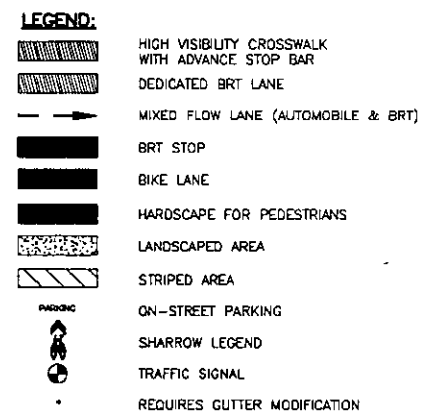 LEGEND:
HIGH VISIBILITY CROSSWALK
WITH ADVANCE STOP BAR
DEDICATED BRT LANE
MIXED FLOW LANE (AUTOMOBILE & BRT)
BRT STOP
BIKE LANE
HARDSCAPE FOR PEDESTRIANS
LANDSCAPED AREA
STRIPED AREA
PARKING ON-STREET PARKING
SHARROW LEGEND
TRAFFIC SIGNAL
REQUIRES GUTTER MODIFICATION